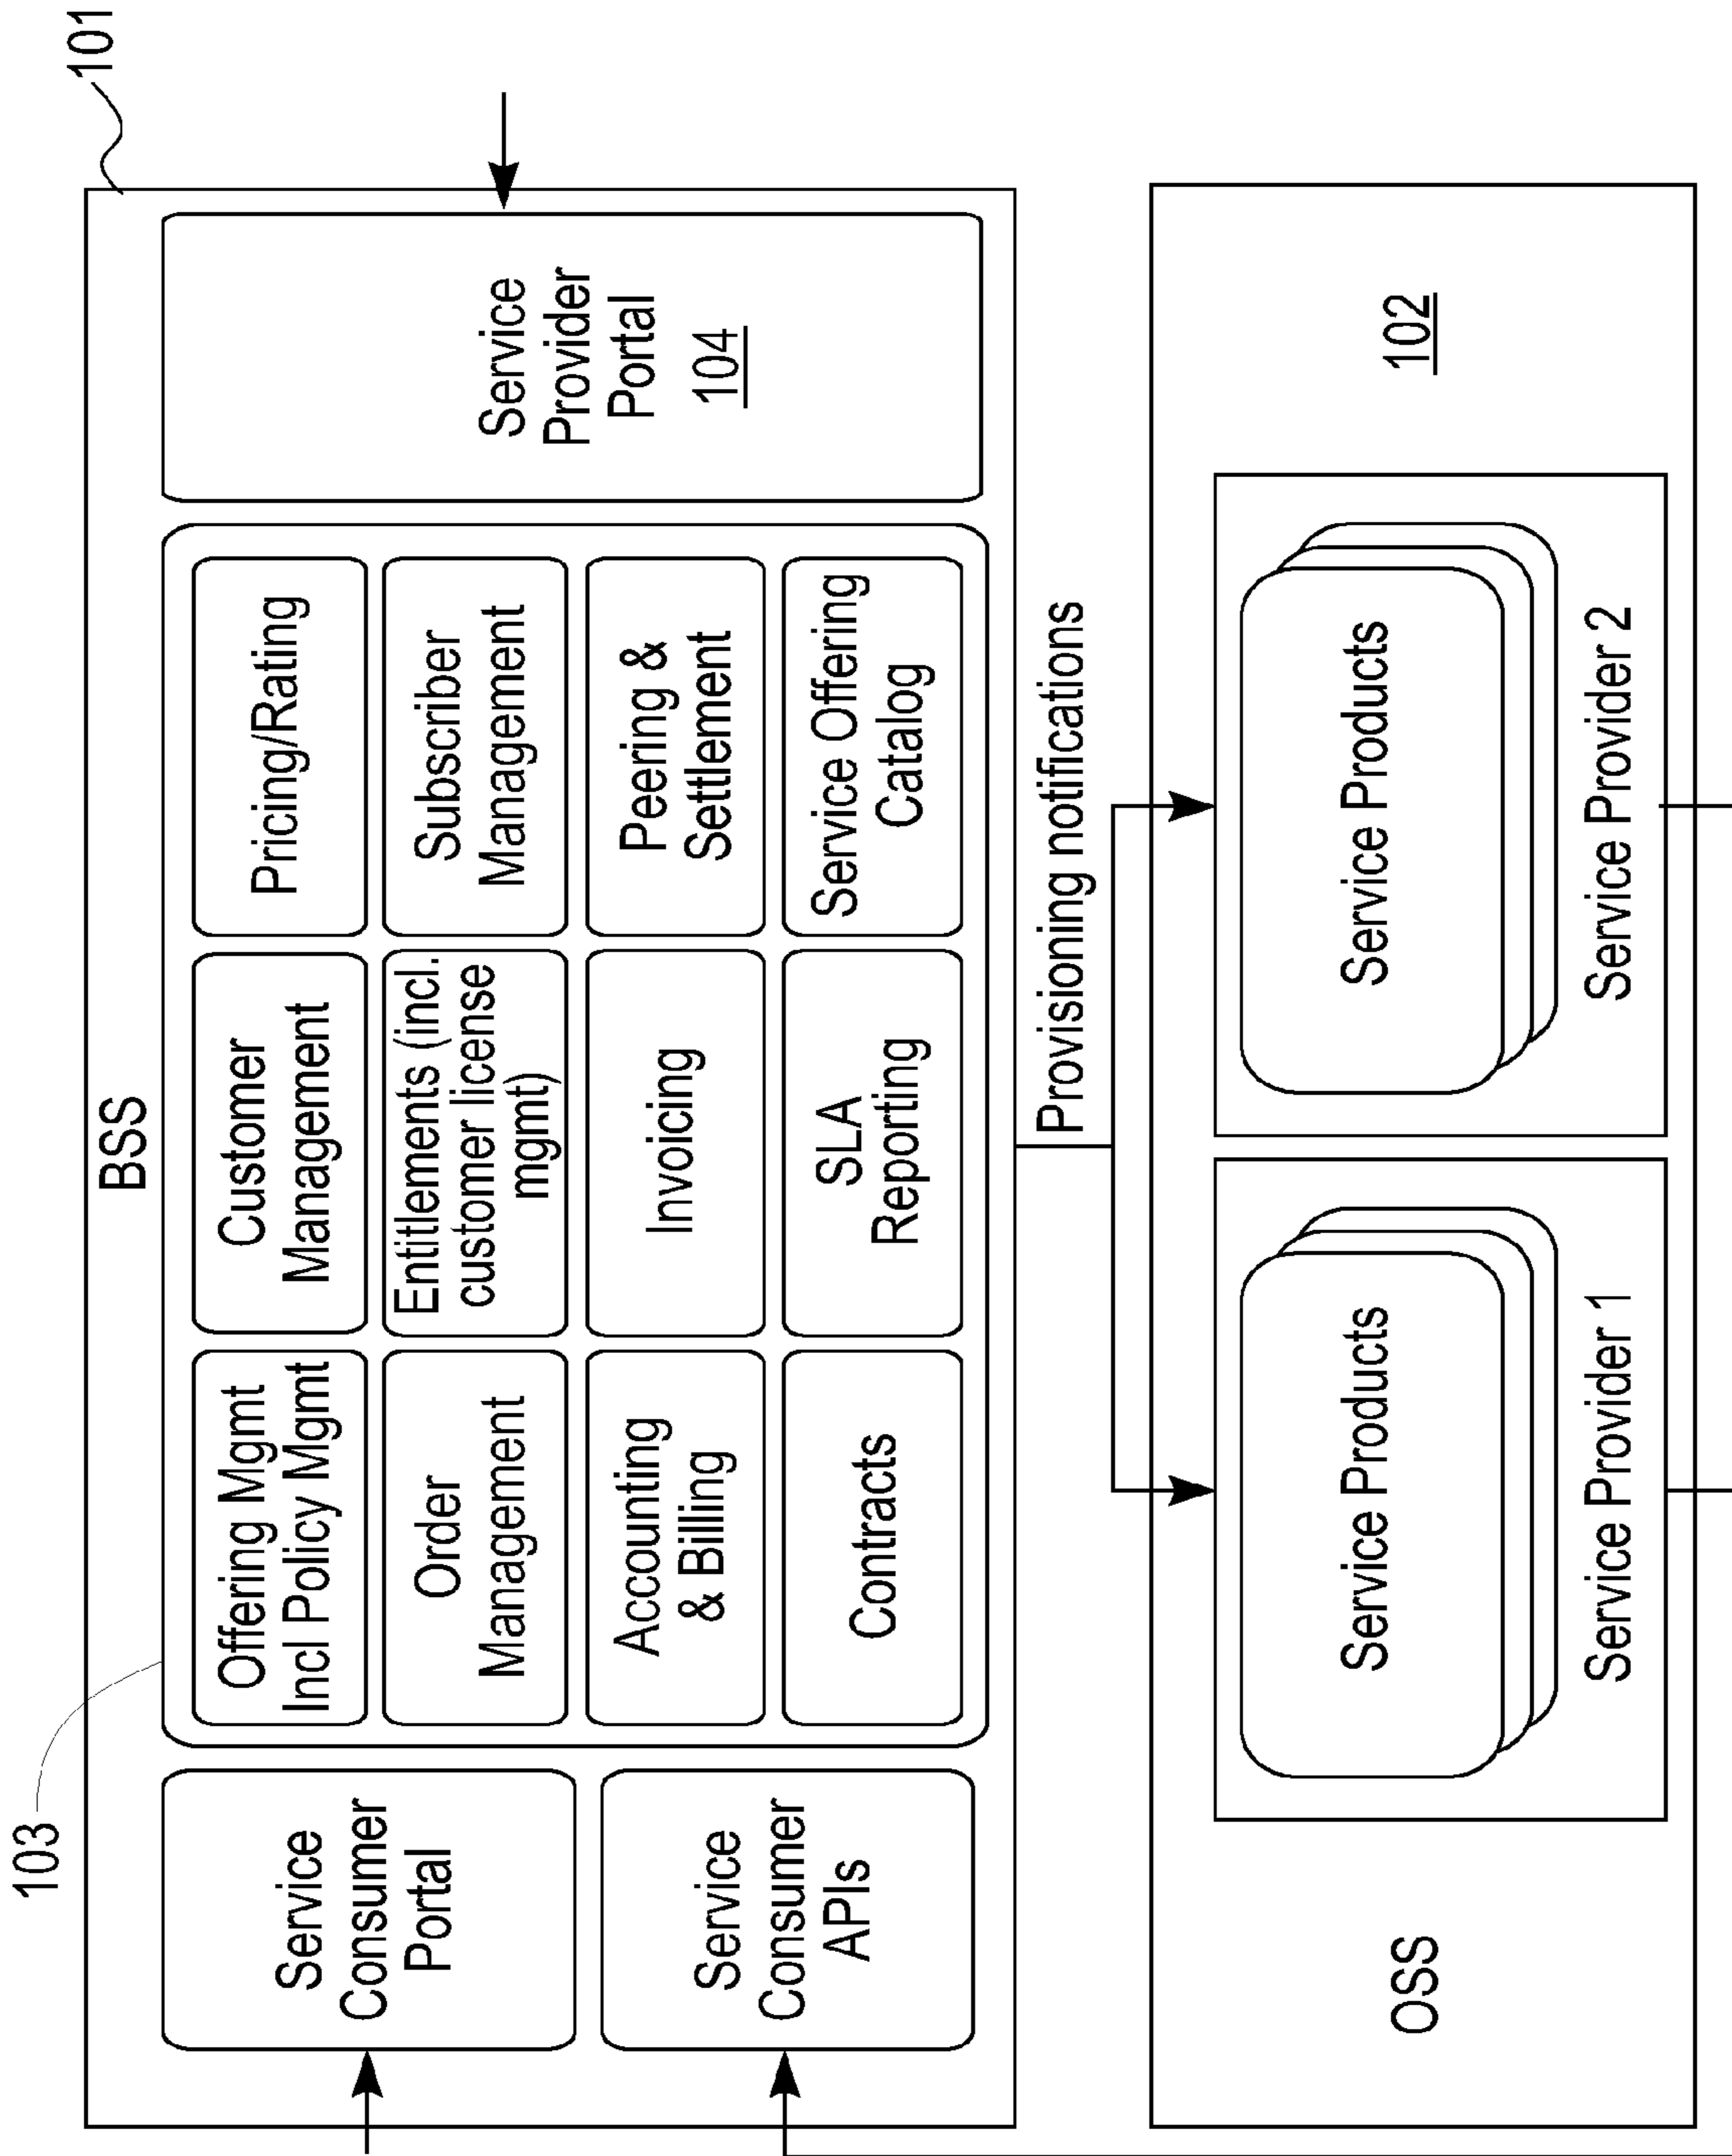 101
BSS
103
Service
Consumer
Portal
Service
Consumer
APIs
Offering Mgmt
Incl Policy Mgmt
Customer
Management
Pricing/Rating
Order
Management
Entitlements (incl.
customer license
mgmt)
Subscriber
Management
Accounting
& Billing
Invoicing
Peering &
Settlement
Contracts
SLA
Reporting
Service Offering
Catalog
Service
Provider
Portal
104
Provisioning notifications
OSS
Service Products
Service Provider 1
Service Products
Service Provider 2
102